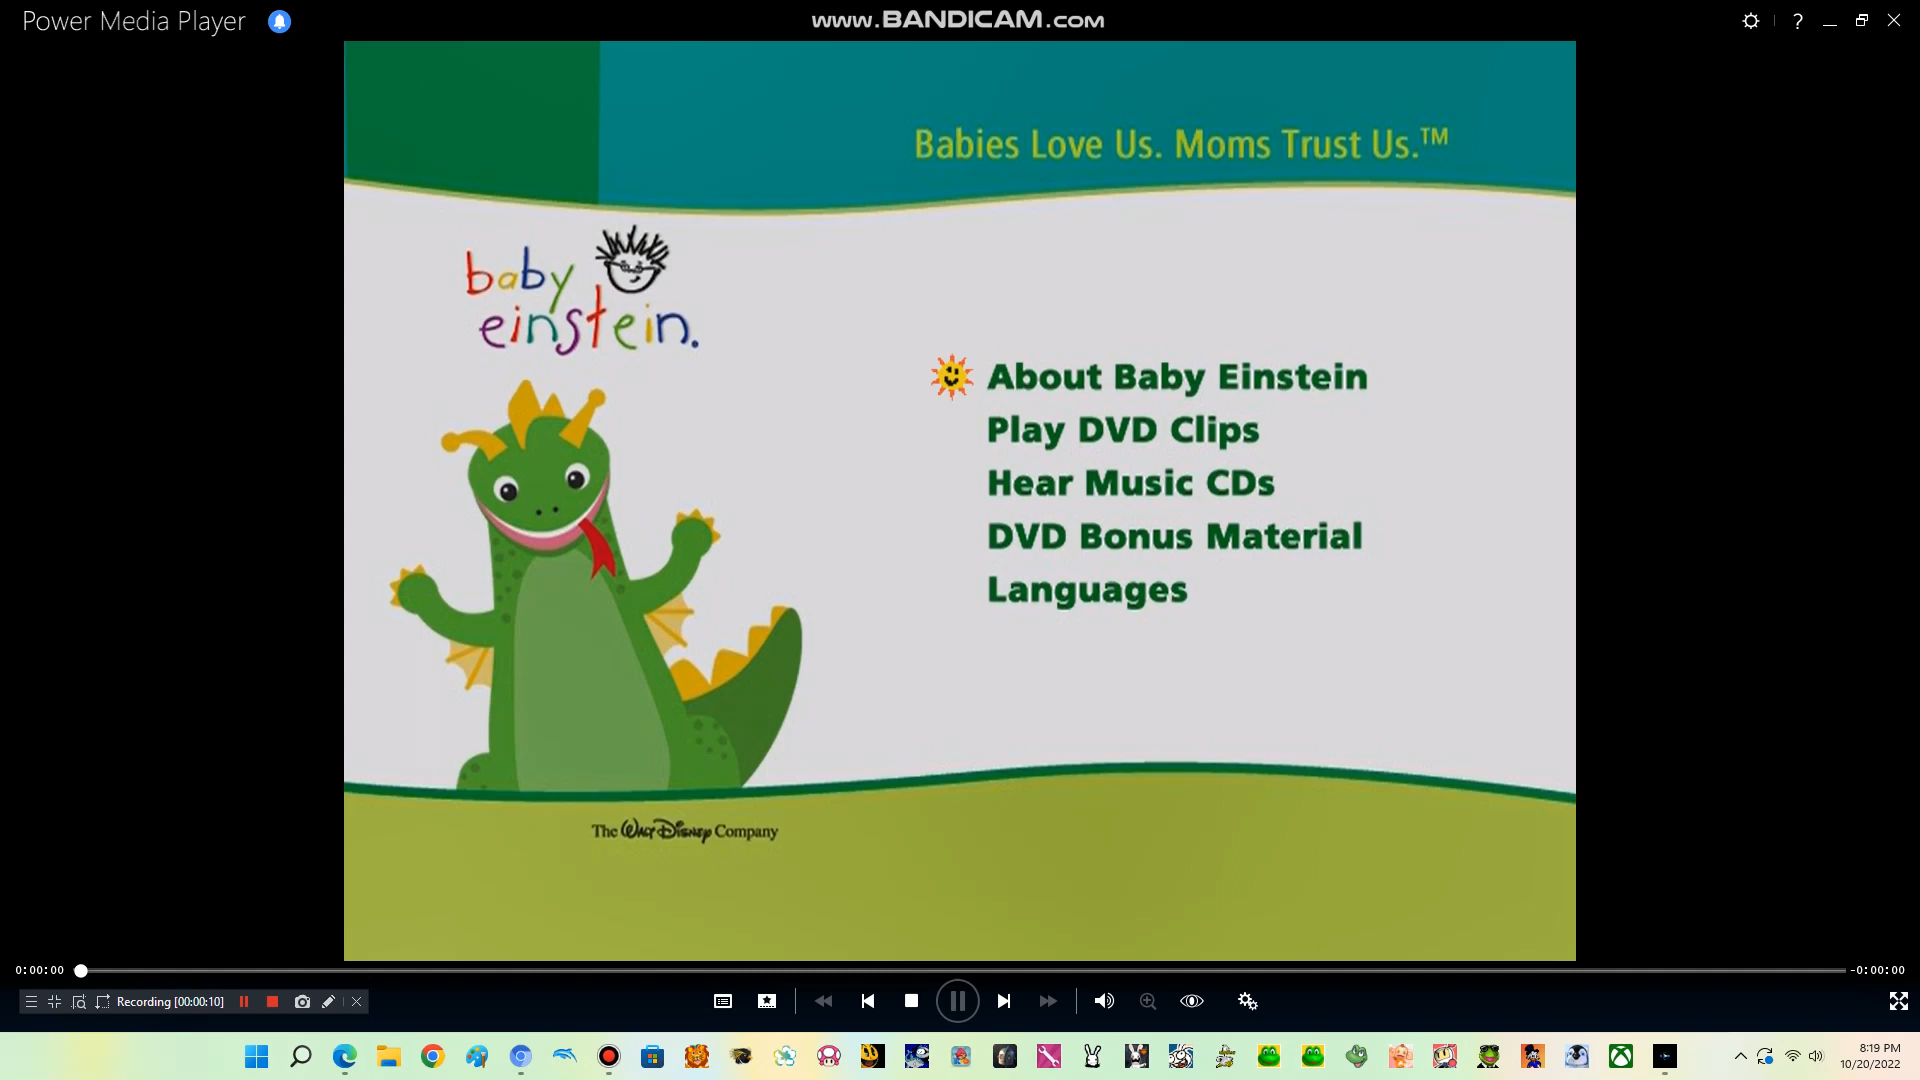 Power Media Player
www.BANDICAM.com
Babies Love Us. Moms Trust Us.™
baby
einstein.
About Baby Einstein
Play DVD Clips
Hear Music CDs
DVD Bonus Material
Languages
The Walt Disney Company
0:00:00
-0:00:00
Recording [00:00:10]
8:19 PM
10/20/2022